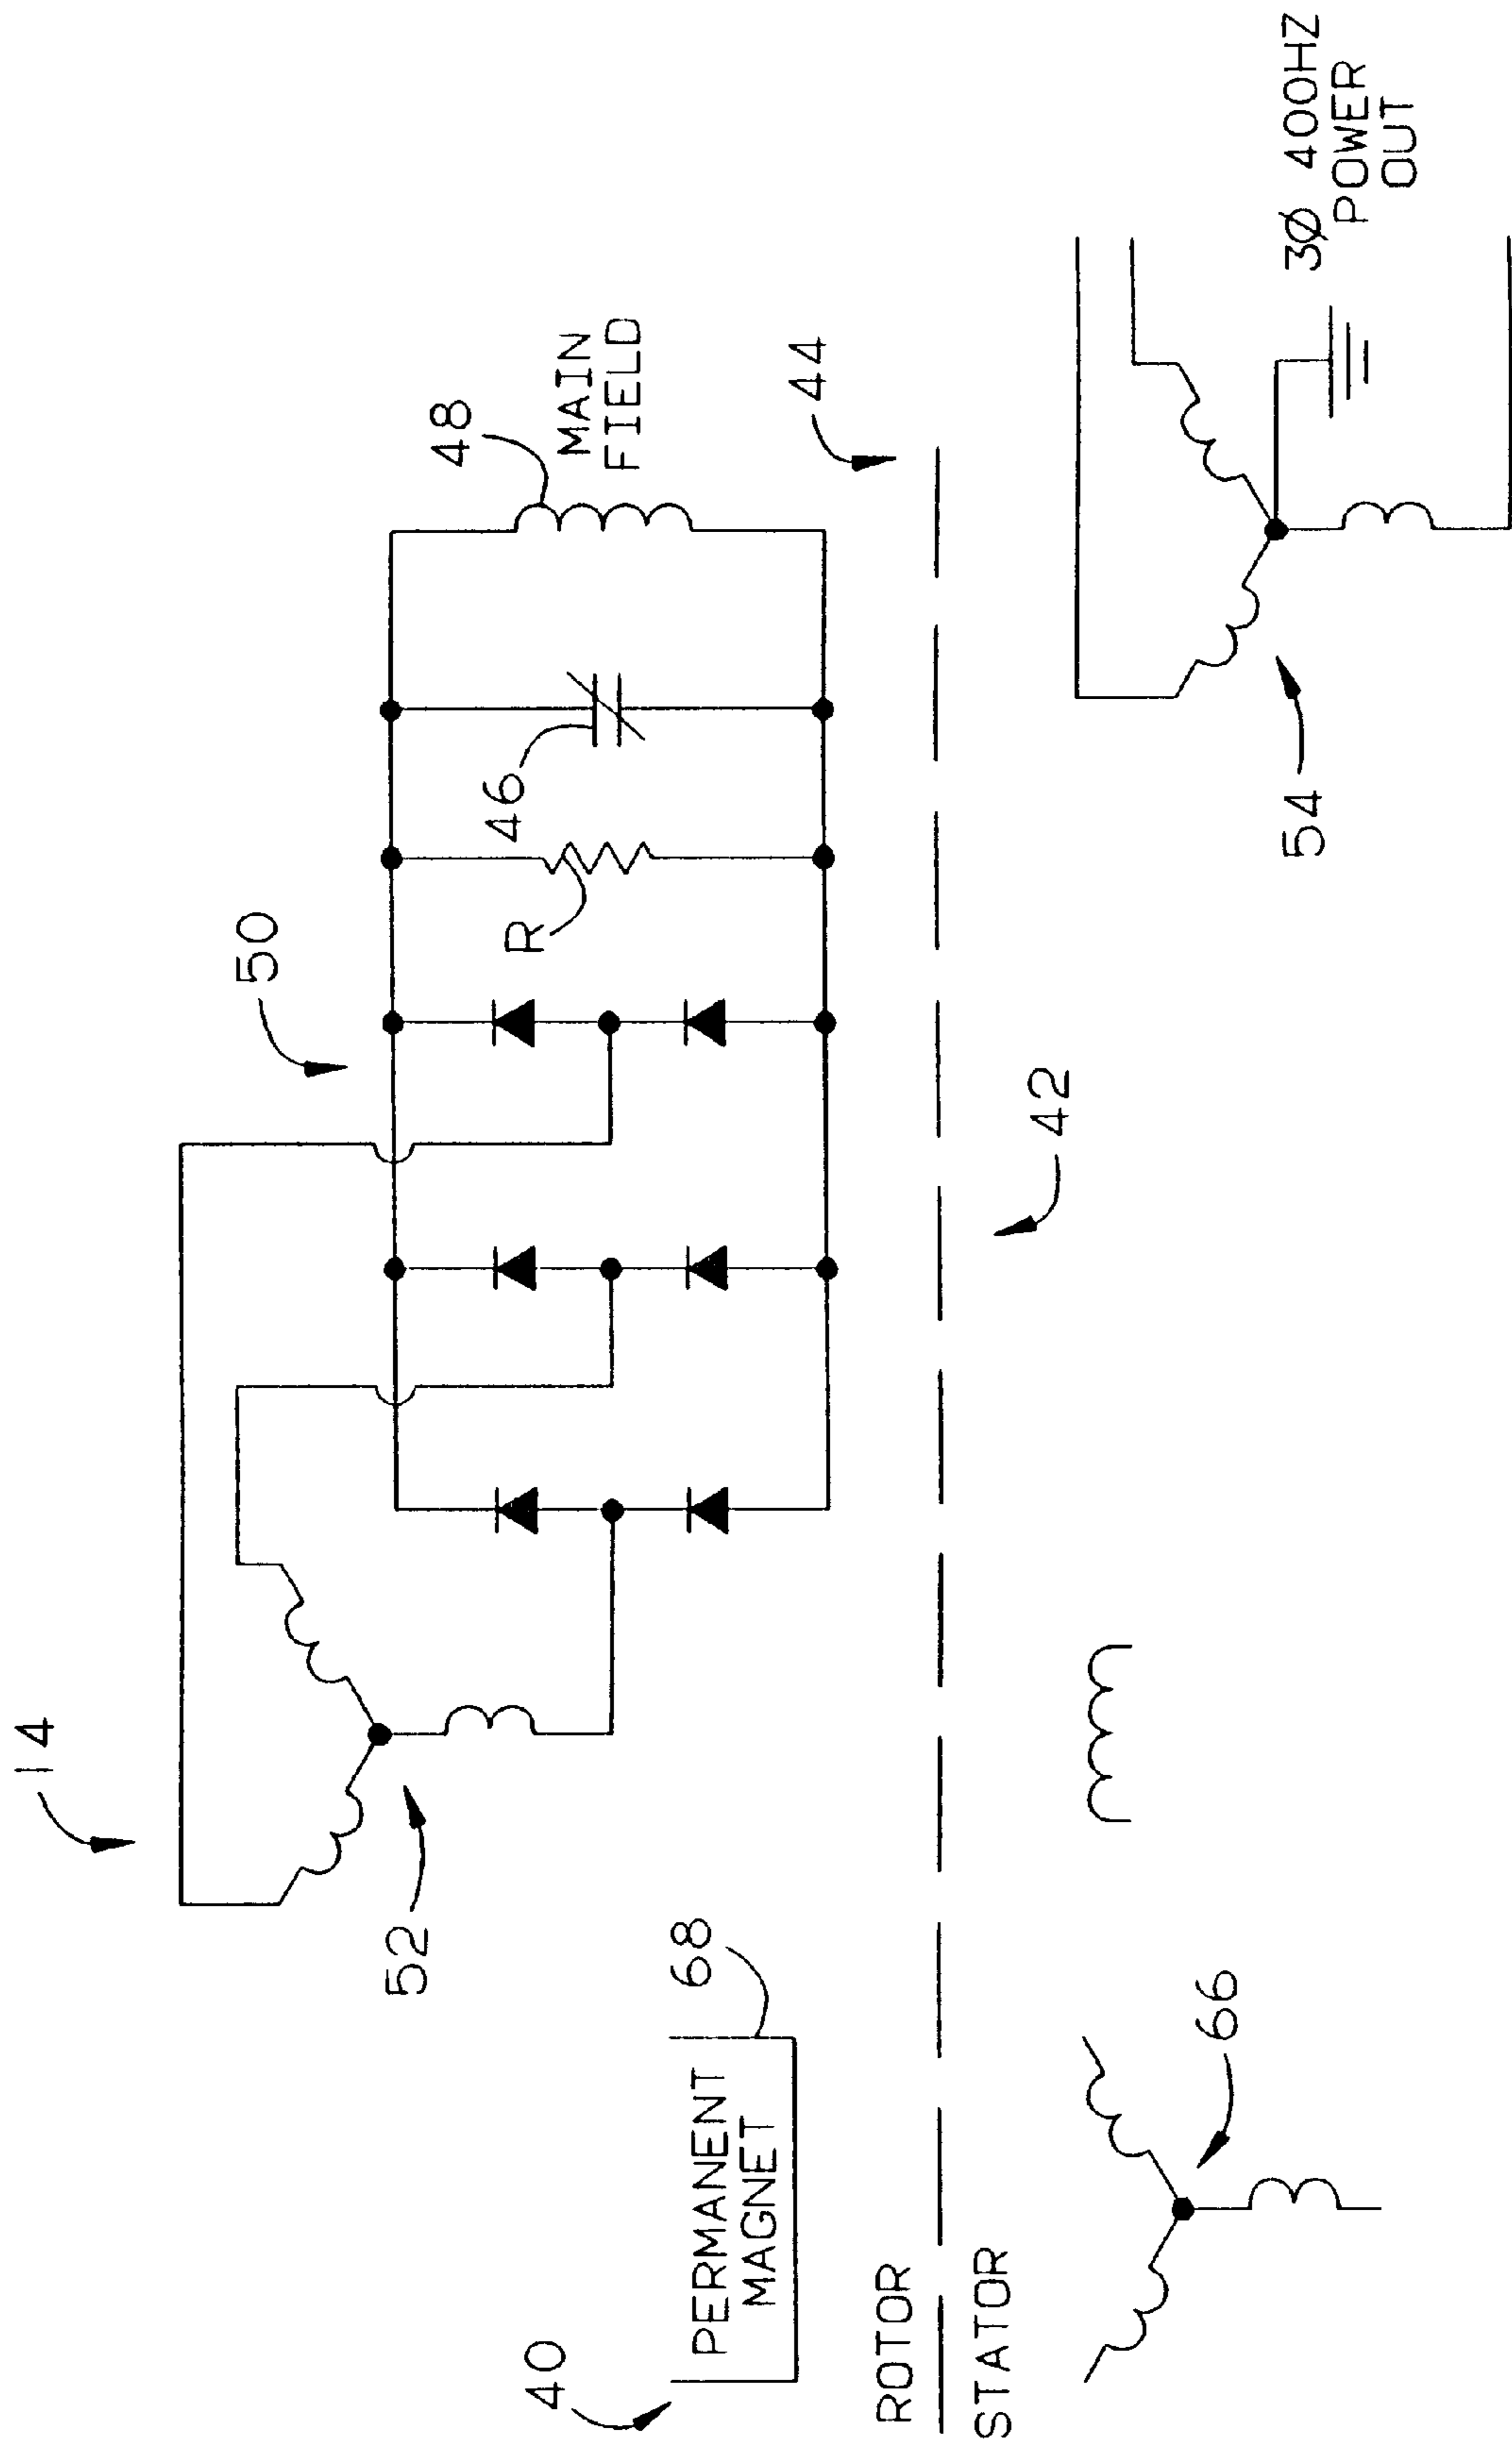 14
50
52
48
46
R
MAIN
FIELD
40
PERMANENT
MAGNET
68
44
ROTOR
STATOR
42
66
54
3Ø 400HZ
POWER
OUT